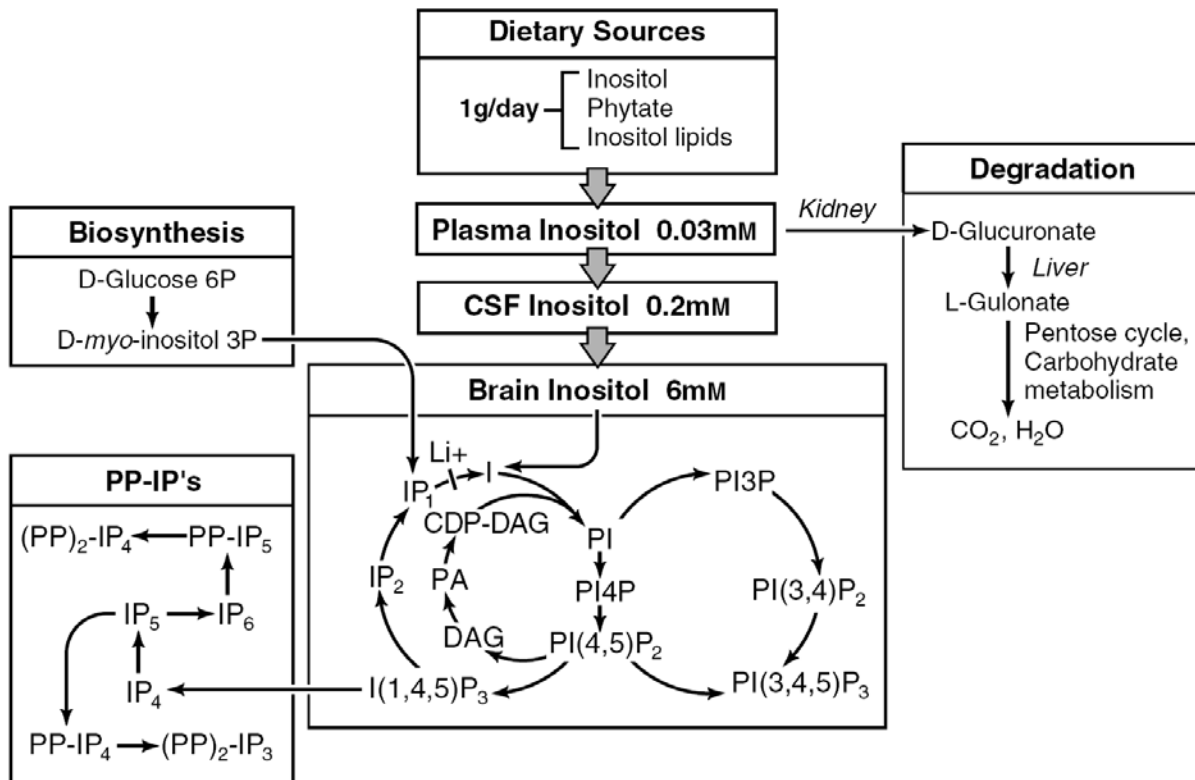 Dietary Sources
1g/day
Inositol
Phytate
Inositol lipids
Plasma Inositol 0.03mM
CSF Inositol 0.2mM
Kidney
Degradation
D-Glucuronate
Liver
L-Gulonate
Pentose cycle,
Carbohydrate
metabolism
CO₂, H₂O
Biosynthesis
D-Glucose 6P
D-myo-inositol 3P
Brain Inositol 6mM
Li+
IP₁
I
CDP-DAG
PI
PI3P
IP₂
PA
PI4P
PI(3,4)P₂
DAG
PI(4,5)P₂
I(1,4,5)P₃
PI(3,4,5)P₃
PP-IP's
(PP)₂-IP₄
PP-IP₅
IP₅
IP₆
IP₄
PP-IP₄
(PP)₂-IP₃